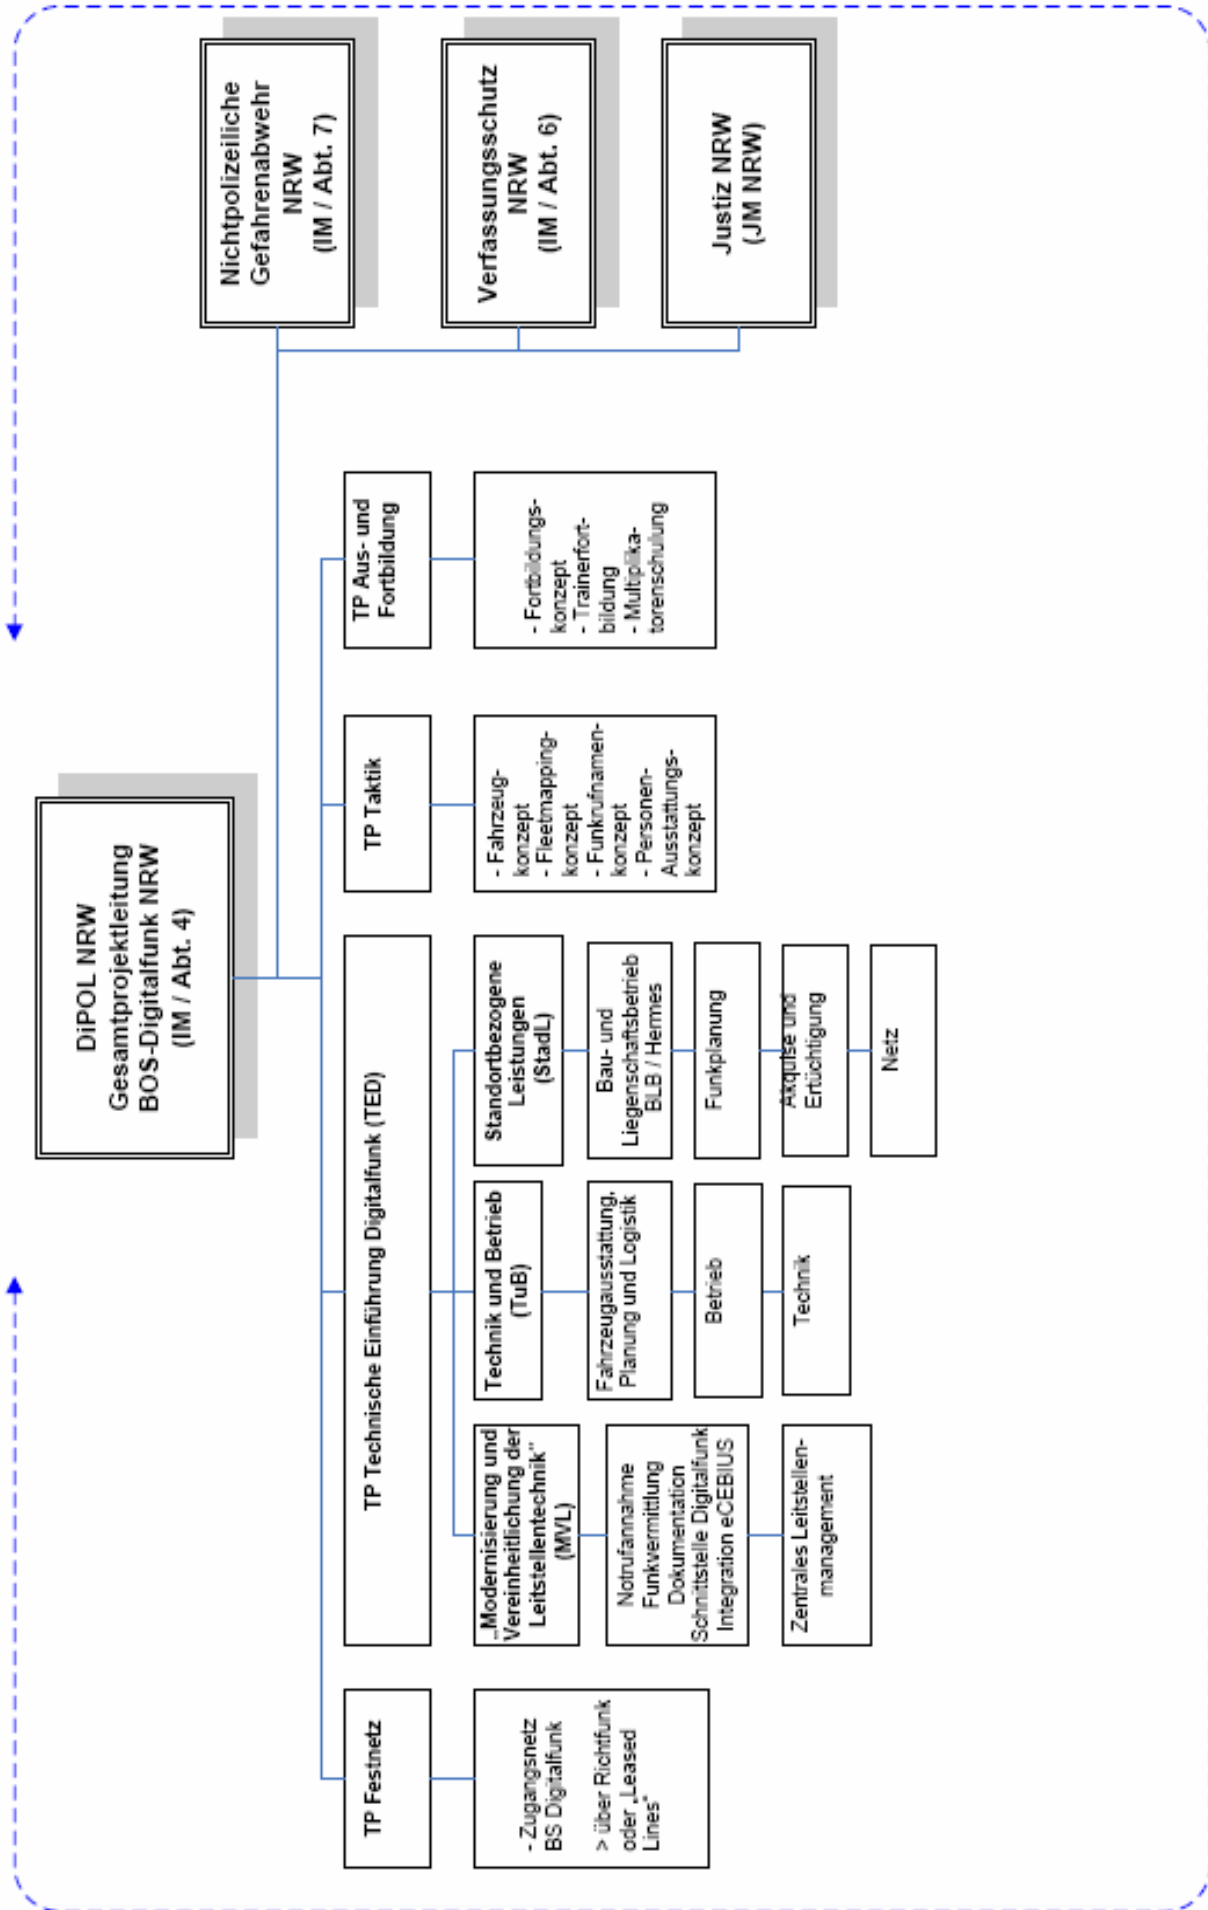 DiPOL NRW
Gesamtprojektleitung
BOS-Digitalfunk NRW
(IM / Abt. 4)
Nichtpolizeiliche
Gefahrenabwehr
NRW
(IM / Abt. 7)
Verfassungsschutz
NRW
(IM / Abt. 6)
Justiz NRW
(JM NRW)
TP Festnetz
- Zugangsnetz
BS Digitalfunk
> über Richtfunk
oder „Leased
Lines“
TP Technische Einführung Digitalfunk (TED)
„Modernisierung und
Vereinheitlichung der
Leitstellentechnik“
(MVL)
Notrufannahme
Funkvermittlung
Dokumentation
Schnittstelle Digitalfunk
Integration eCEBIUS
Zentrales Leitstellen-
management
Technik und Betrieb
(TuB)
Fahrzeugausstattung,
Planung und Logistik
Betrieb
Technik
Standortbezogene
Leistungen
(StadL)
Bau- und
Liegenschaftsbetrieb
BLB / Hermes
Funkplanung
Akquise und
Ertüchtigung
Netz
TP Taktik
- Fahrzeug-
konzept
- Fleetmapping-
konzept
- Funkrufnamen-
konzept
- Personen-
Ausstattungs-
konzept
TP Aus- und
Fortbildung
- Fortbildungs-
konzept
- Trainerfort-
bildung
- Multiplika-
torenschulung